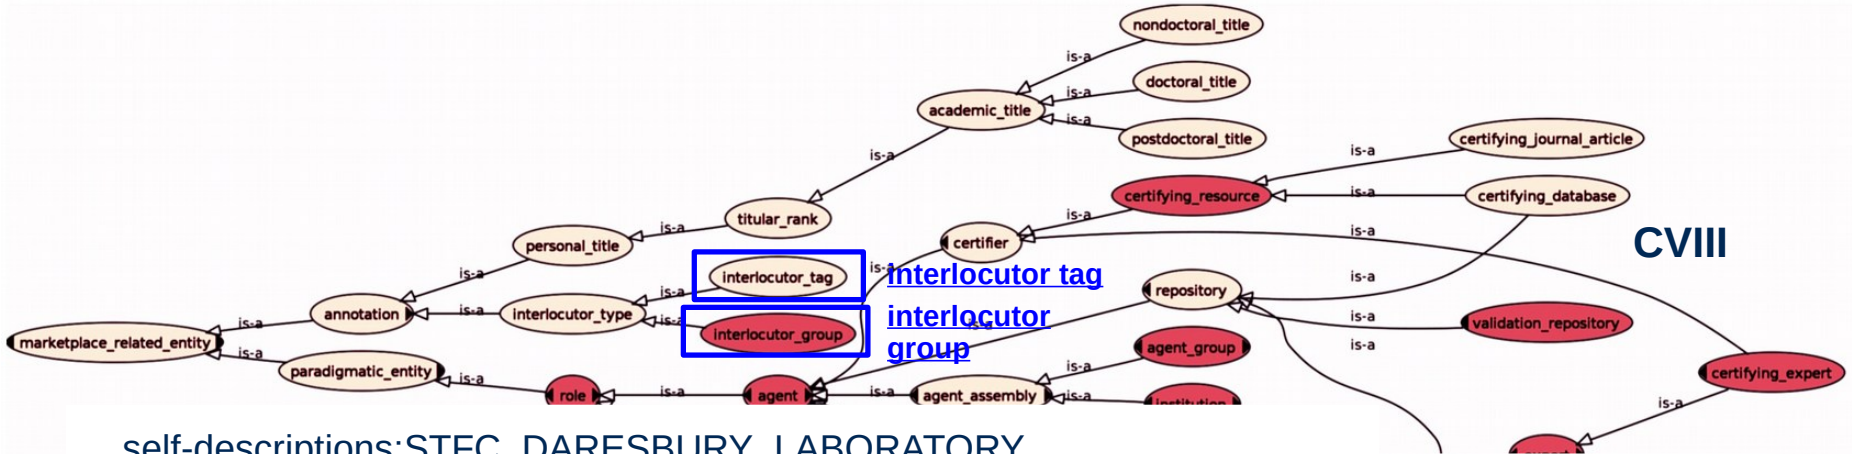 nondoctoral_title
is-a
doctoral_title
is-a
academic_title
is-a
postdoctoral_title
certifying_journal_article
is-a
is-a
certifying_resource
is-a
certifying_database
titular_rank
is-a
is-a
personal_title
certifier
is-a
CVIII
is-a
interlocutor_tag
is-a
interlocutor tag
is-a
is-a
repository
annotation
is-a
interlocutor_type
is-a
interlocutor_group
interlocutor
group
is-a
is-a
validation_repository
is-a
marketplace_related_entity
is-a
is-a
agent_group
paradigmatic_entity
is-a
is-a
certifying_expert
role
is-a
agent
is-a
agent_assembly
is-a
institution
is-a
expert
self-descriptions:STFC_DARESBURY_LABORATORY